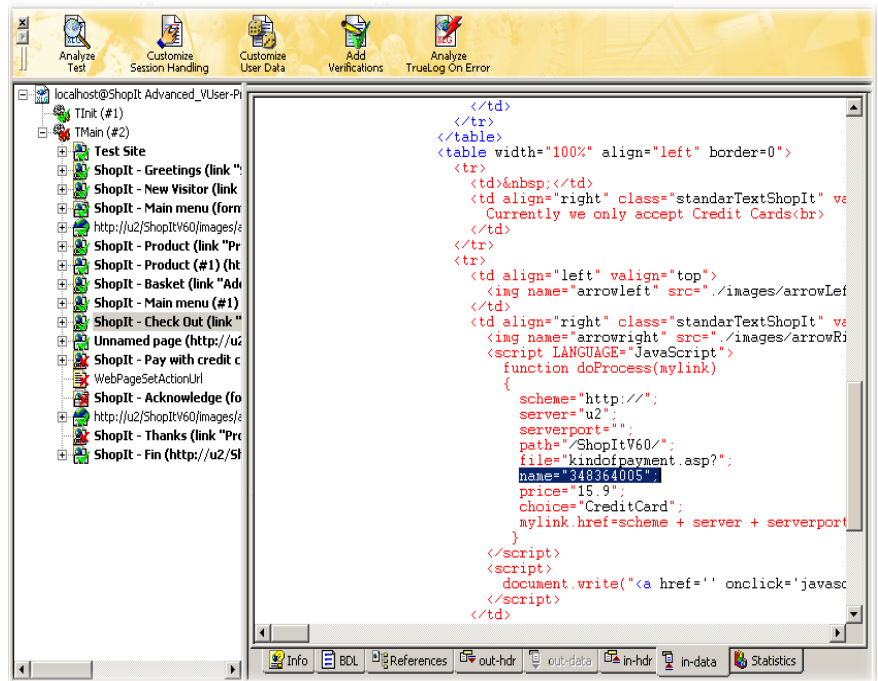 Analyze
Test
Customize
Session Handling
Customize
User Data
Add
Verifications
Analyze
TrueLog On Error
localhost@ShopIt Advanced_VUser-Pr
TInit (#1)
TMain (#2)
Test Site
ShopIt - Greetings (link "S
ShopIt - New Visitor (link
ShopIt - Main menu (form
http://u2/ShopItV60/images/a
ShopIt - Product (link "Pr
ShopIt - Product (#1) (ht
ShopIt - Basket (link "Add
ShopIt - Main menu (#1)
ShopIt - Check Out (link "
Unnamed page (http://u2
ShopIt - Pay with credit c
WebPageSetActionUrl
ShopIt - Acknowledge (fo
http://u2/ShopItV60/images/a
ShopIt - Thanks (link "Pro
ShopIt - Fin (http://u2/Sh
</td>
</tr>
</table>
<table width="100%" align="left" border=0">
<tr>
<td>&nbsp;</td>
<td align="right" class="standarTextShopIt" va
Currently we only accept Credit Cards<br>
</td>
</tr>
<tr>
<td align="left" valign="top">
<img name="arrowleft" src="./images/arrowLef
</td>
<td align="right" class="standarTextShopIt" va
<img name="arrowright" src="./images/arrowRi
<script LANGUAGE="JavaScript">
function doProcess(mylink)
{
scheme="http://";
server="u2";
serverport="";
path="/ShopItV60/";
file="kindofpayment.asp?";
name="348364005";
price="15.9";
choice="CreditCard";
mylink.href=scheme + server + serverport
}
</script>
<script>
document.write("<a href='' onclick='javasc
</script>
</td>
Info
BDL
References
out-hdr
out-data
in-hdr
in-data
Statistics